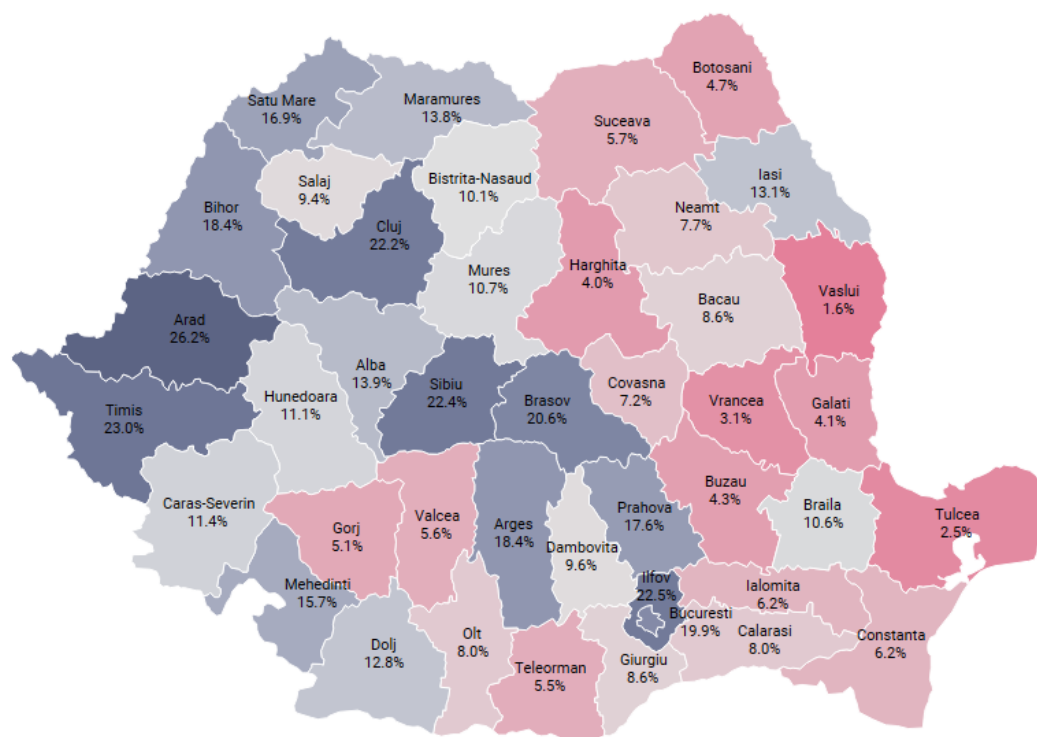 Botosani
4.7%
Satu Mare
16.9%
Maramures
13.8%
Suceava
5.7%
Iasi
13.1%
Salaj
9.4%
Bistrita-Nasaud
10.1%
Bihor
18.4%
Cluj
22.2%
Neamt
7.7%
Mures
10.7%
Harghita
4.0%
Bacau
8.6%
Vaslui
1.6%
Arad
26.2%
Alba
13.9%
Sibiu
22.4%
Brasov
20.6%
Covasna
7.2%
Hunedoara
11.1%
Vrancea
3.1%
Galati
4.1%
Timis
23.0%
Caras-Severin
11.4%
Gorj
5.1%
Valcea
5.6%
Arges
18.4%
Dambovita
9.6%
Prahova
17.6%
Buzau
4.3%
Braila
10.6%
Tulcea
2.5%
Mehedinti
15.7%
Ilfov
22.5%
Bucuresti
19.9%
Ialomita
6.2%
Dolj
12.8%
Olt
8.0%
Teleorman
5.5%
Giurgiu
8.6%
Calarasi
8.0%
Constanta
6.2%